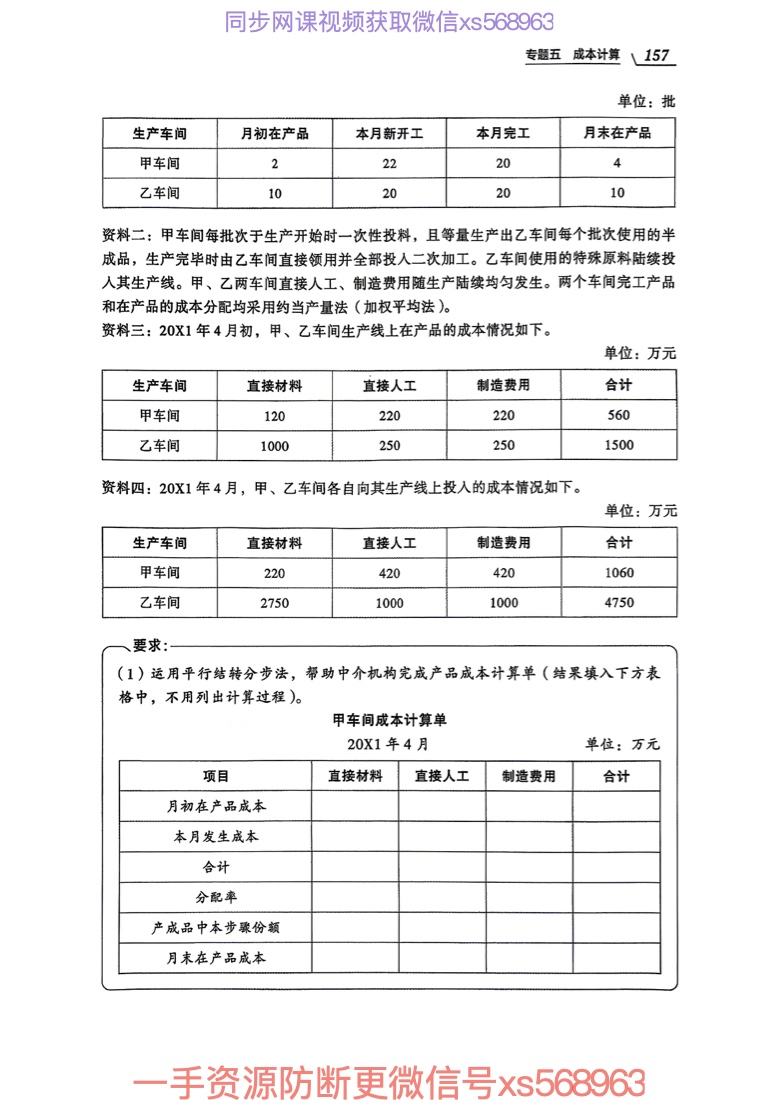 同步网课视频获取微信xs568963
专题五 成本计算 157
单位：批
生产车间 月初在产品 本月新开工 本月完工 月末在产品
甲车间 2 22 20 4
乙车间 10 20 20 10
资料二：甲车间每批次于生产开始时一次性投料，且等量生产出乙车间每个批次使用的半
成品，生产完毕时由乙车间直接领用并全部投入二次加工。乙车间使用的特殊原料陆续投
入其生产线。甲、乙两车间直接人工、制造费用随生产陆续均匀发生。两个车间完工产品
和在产品的成本分配均采用约当产量法（加权平均法）。
资料三：20X1年4月初，甲、乙车间生产线上在产品的成本情况如下。
单位：万元
生产车间 直接材料 直接人工 制造费用 合计
甲车间 120 220 220 560
乙车间 1000 250 250 1500
资料四：20X1年4月，甲、乙车间各自向其生产线上投入的成本情况如下。
单位：万元
生产车间 直接材料 直接人工 制造费用 合计
甲车间 220 420 420 1060
乙车间 2750 1000 1000 4750
要求：
（1）运用平行结转分步法，帮助中介机构完成产品成本计算单（结果填入下方表
格中，不用列出计算过程）。
甲车间成本计算单
20X1年4月 单位：万元
项目 直接材料 直接人工 制造费用 合计
月初在产品成本
本月发生成本
合计
分配率
产成品中本步骤份额
月末在产品成本
一手资源防断更微信号xs568963